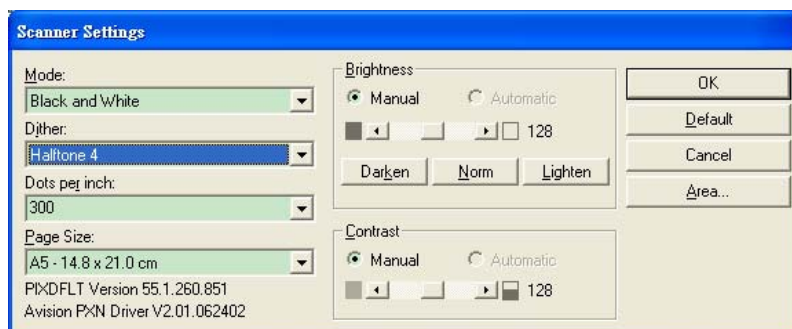 Scanner Settings
Mode:
Black and White
Dither:
Halftone 4
Dots per inch:
300
Page Size:
A5 - 14.8 x 21.0 cm
PIXDFLT Version 55.1.260.851
Avision PXN Driver V2.01.062402
Brightness
Manual Automatic
128
Darken Norm Lighten
Contrast
Manual Automatic
128
OK
Default
Cancel
Area...